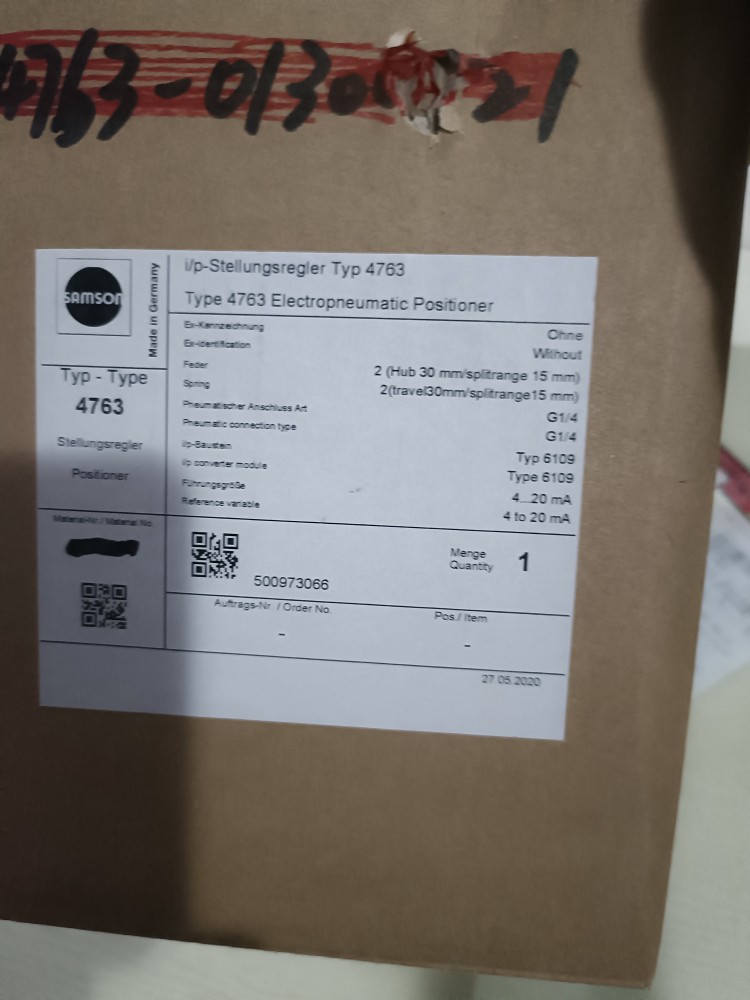 4763-0130 21
SAMSON
Made in Germany
Typ - Type
4763
Stellungsregler
Positioner
Material-Nr. / Material No.
i/p-Stellungsregler Typ 4763
Type 4763 Electropneumatic Positioner
Ex-Kennzeichnung Ohne
Ex-identification Without
Feder 2 (Hub 30 mm/splitrange 15 mm)
Spring 2(travel30mm/splitrange15 mm)
Pneumatischer Anschluss Art G1/4
Pneumatic connection type G1/4
i/p-Baustein Typ 6109
i/p converter module Type 6109
Führungsgröße 4...20 mA
Reference variable 4 to 20 mA
500973066
Menge
Quantity 1
Auftrags-Nr. / Order No. Pos./ Item
- -
27.05.2020